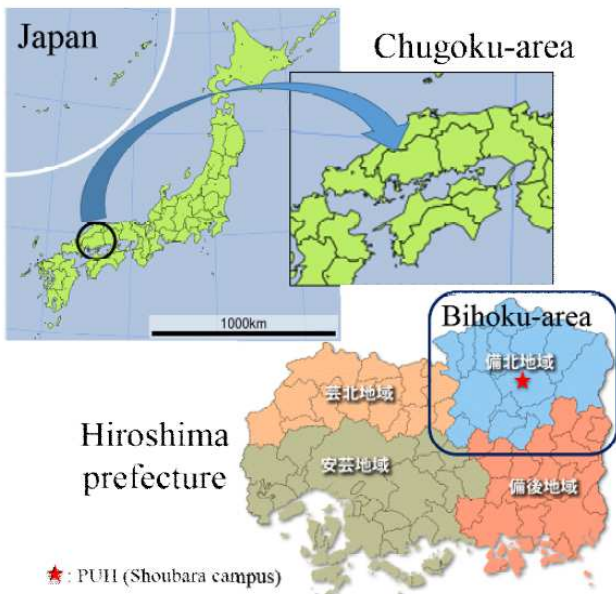 Japan
Chugoku-area
1000km
Bihoku-area
備北地域
芸北地域
Hiroshima
prefecture
安芸地域
備後地域
★: PUH (Shoubara campus)